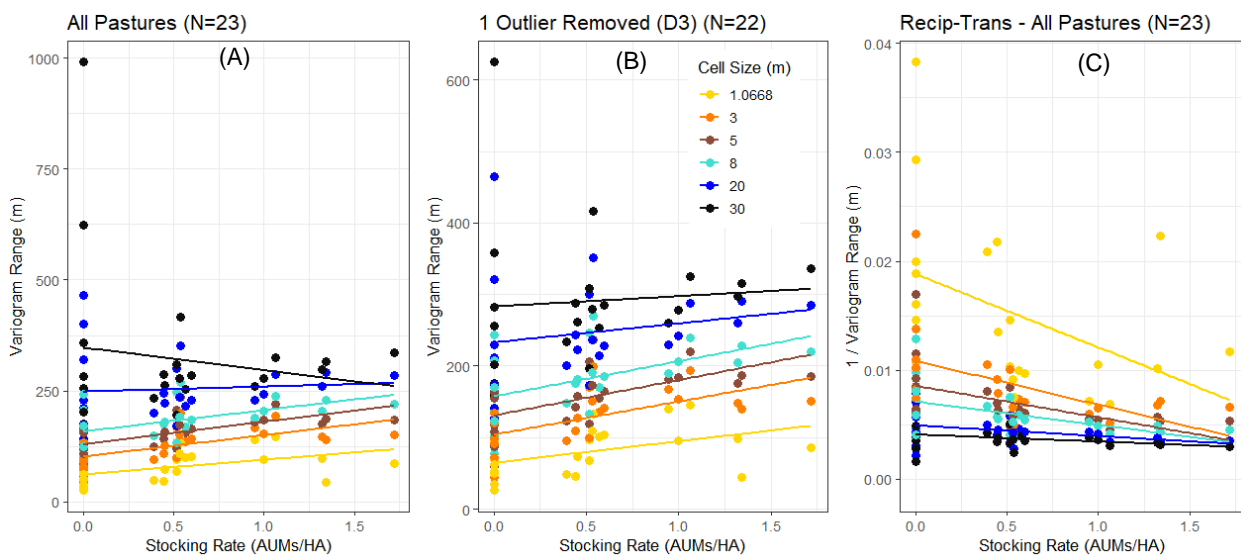 All Pastures (N=23)
(A)
1000
750
500
250
0
Variogram Range (m)
0.0
0.5
1.0
1.5
Stocking Rate (AUMs/HA)
1 Outlier Removed (D3) (N=22)
(B)
Cell Size (m)
1.0668
3
5
8
20
30
600
400
200
0
Variogram Range (m)
0.0
0.5
1.0
1.5
Stocking Rate (AUMs/HA)
Recip-Trans - All Pastures (N=23)
(C)
0.04
0.03
0.02
0.01
0.00
1 / Variogram Range (m)
0.0
0.5
1.0
1.5
Stocking Rate (AUMs/HA)